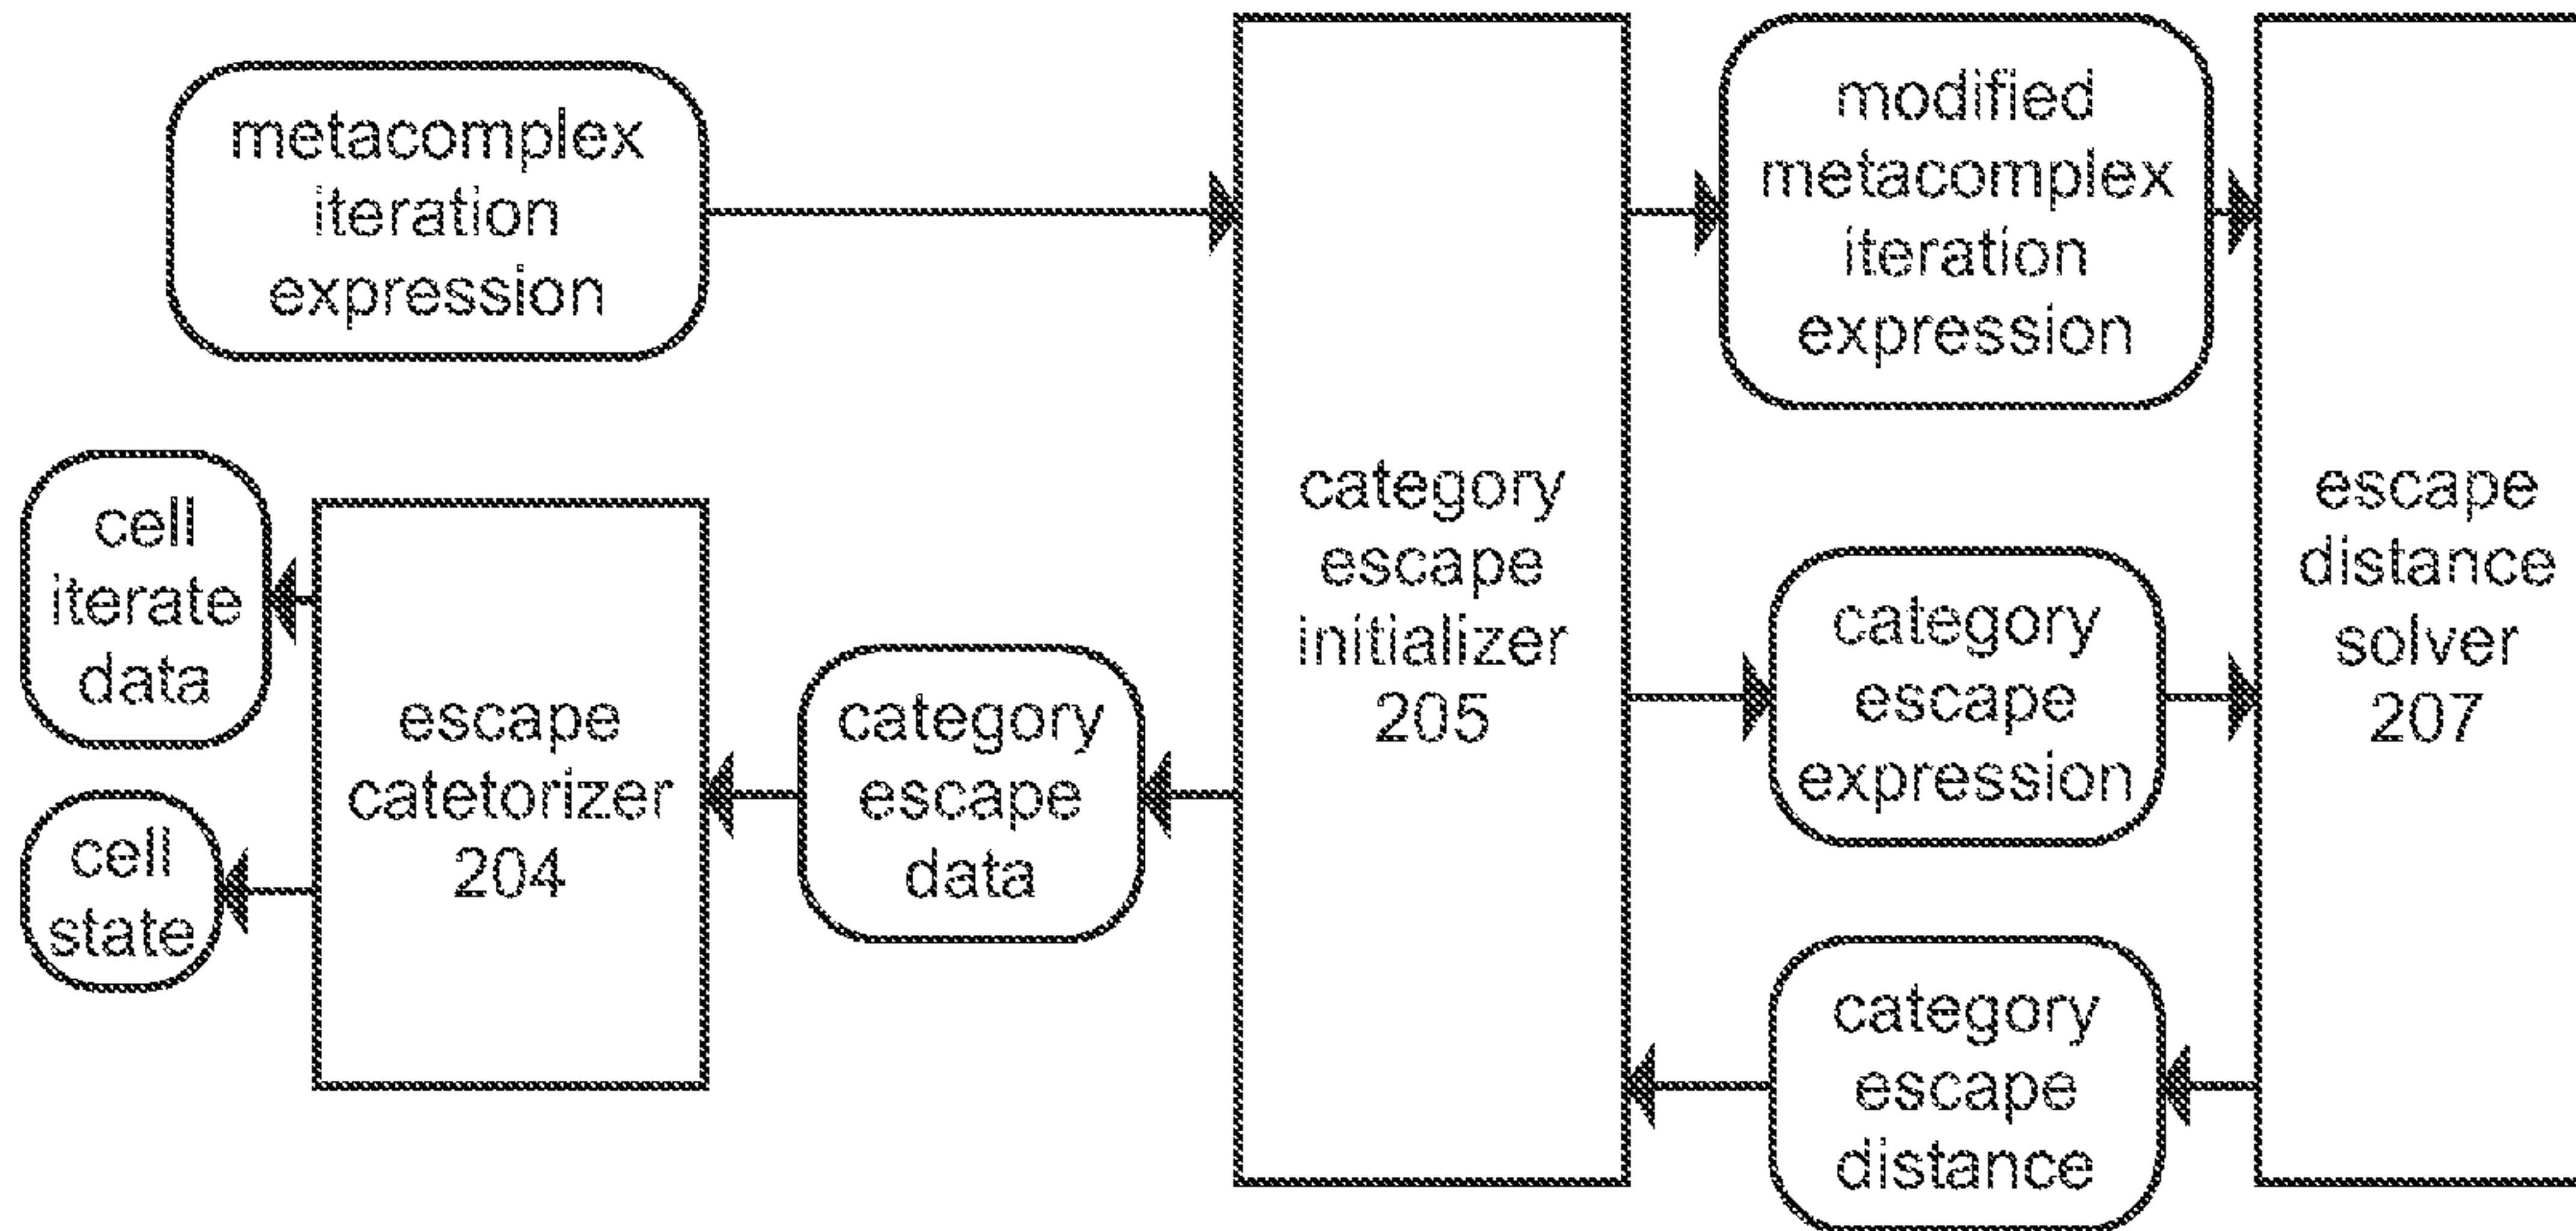 metacomplex
iteration
expression
modified
metacomplex
iteration
expression
cell
iterate
data
cell
state
escape
catetorizer
204
category
escape
data
category
escape
initializer
205
category
escape
expression
category
escape
distance
escape
distance
solver
207